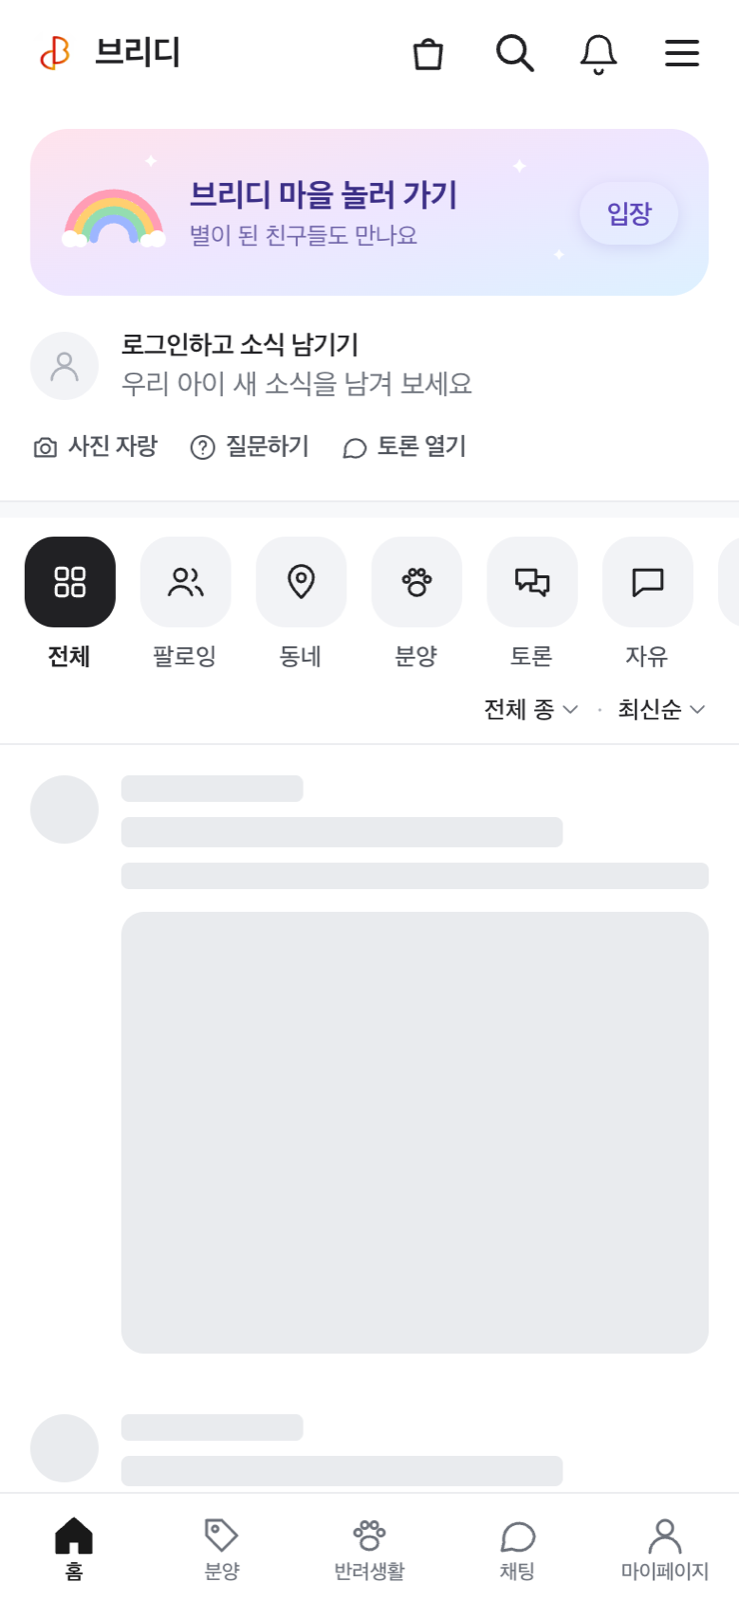 브리디
브리디 마을 놀러 가기
별이 된 친구들도 만나요
입장
로그인하고 소식 남기기
우리 아이 새 소식을 남겨 보세요
사진 자랑
질문하기
토론 열기
전체
팔로잉
동네
분양
토론
자유
전체 종 · 최신순
홈
분양
반려생활
채팅
마이페이지